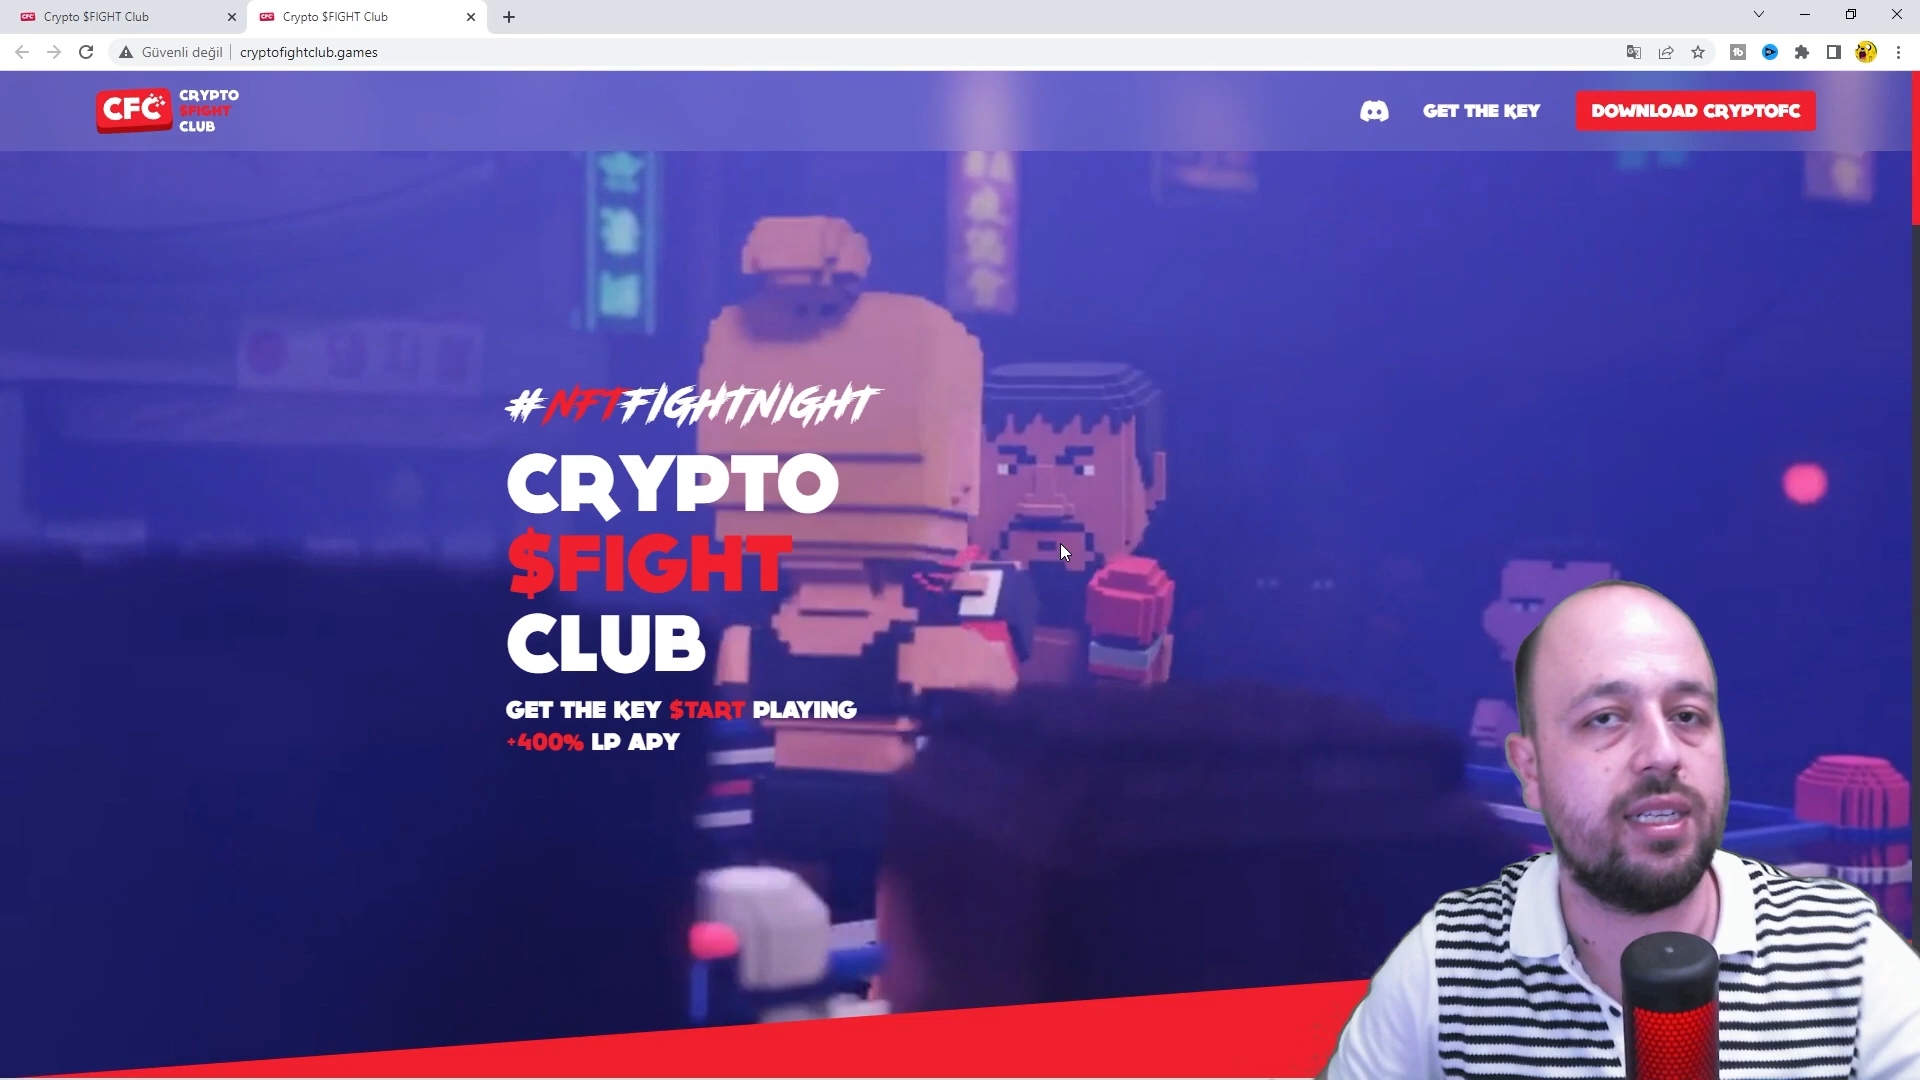 Crypto $FIGHT Club
Crypto $FIGHT Club
Güvenli değil
cryptofightclub.games
CFC
CRYPTO
$FIGHT
CLUB
GET THE KEY
DOWNLOAD CRYPTOFC
#NFTFIGHTNIGHT
CRYPTO
$FIGHT
CLUB
GET THE KEY $TART PLAYING
+400% LP APY